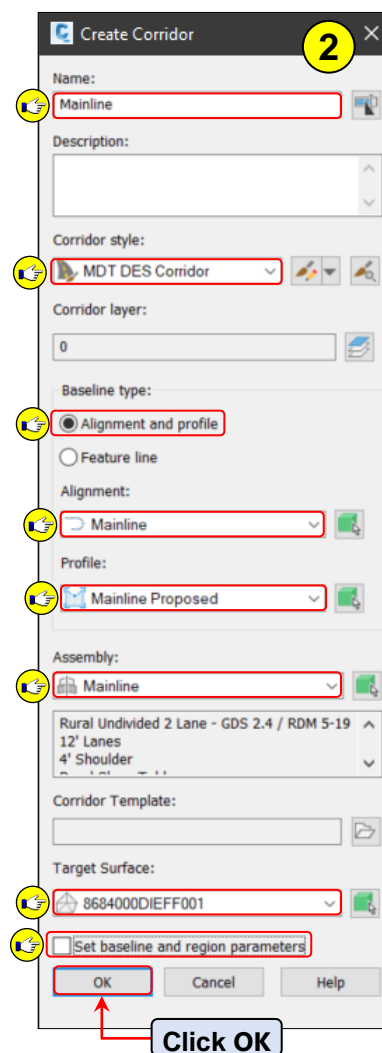 Create Corridor
2
Name:
Mainline
Description:
Corridor style:
MDT DES Corridor
Corridor layer:
0
Baseline type:
Alignment and profile
Feature line
Alignment:
Mainline
Profile:
Mainline Proposed
Assembly:
Mainline
Rural Undivided 2 Lane - GDS 2.4 / RDM 5-19
12' Lanes
4' Shoulder
Corridor Template:
Target Surface:
8684000DIEFF001
Set baseline and region parameters
OK Cancel Help
Click OK